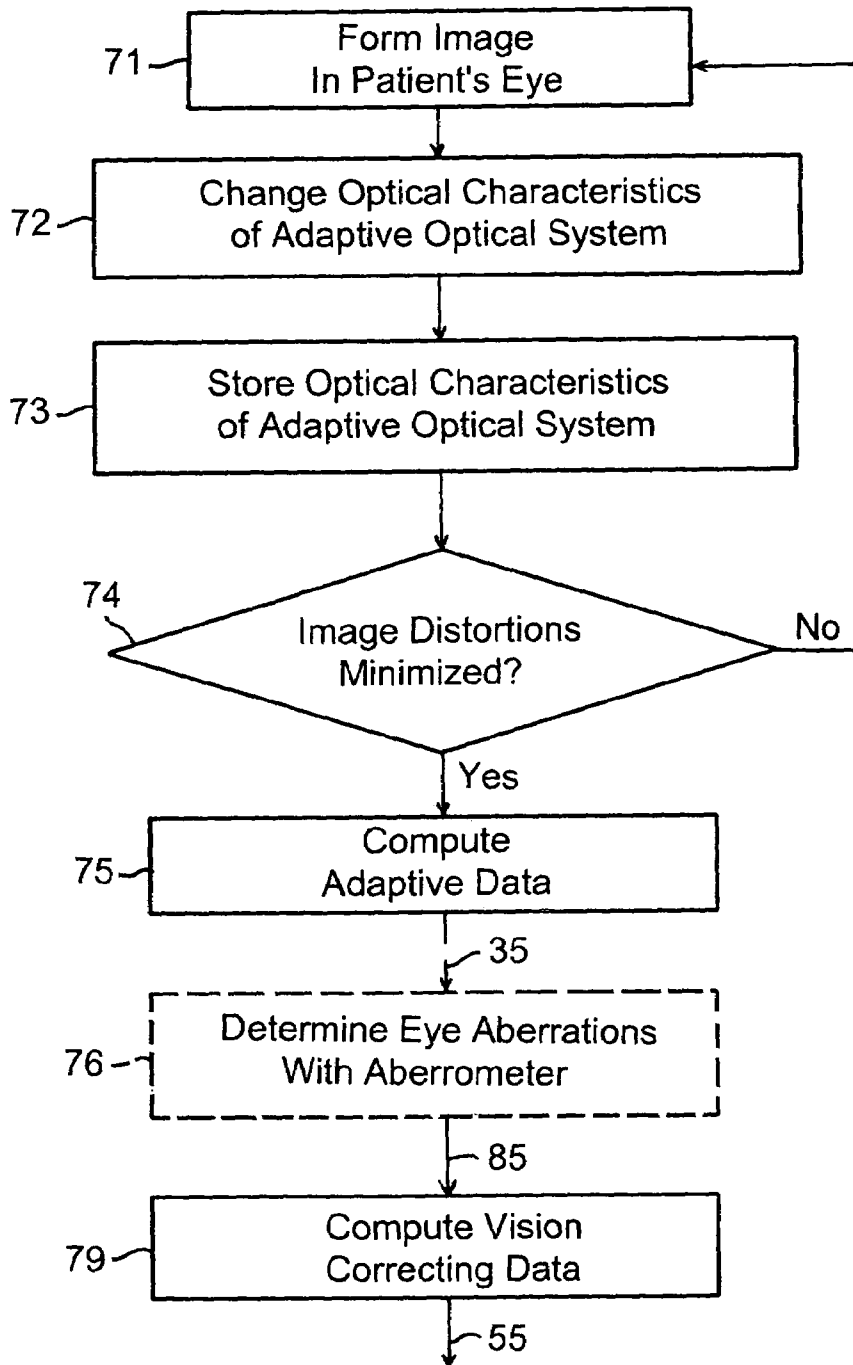 71
Form Image
In Patient's Eye
72
Change Optical Characteristics
of Adaptive Optical System
73
Store Optical Characteristics
of Adaptive Optical System
74
Image Distortions
Minimized?
No
Yes
75
Compute
Adaptive Data
35
76
Determine Eye Aberrations
With Aberrometer
85
79
Compute Vision
Correcting Data
55